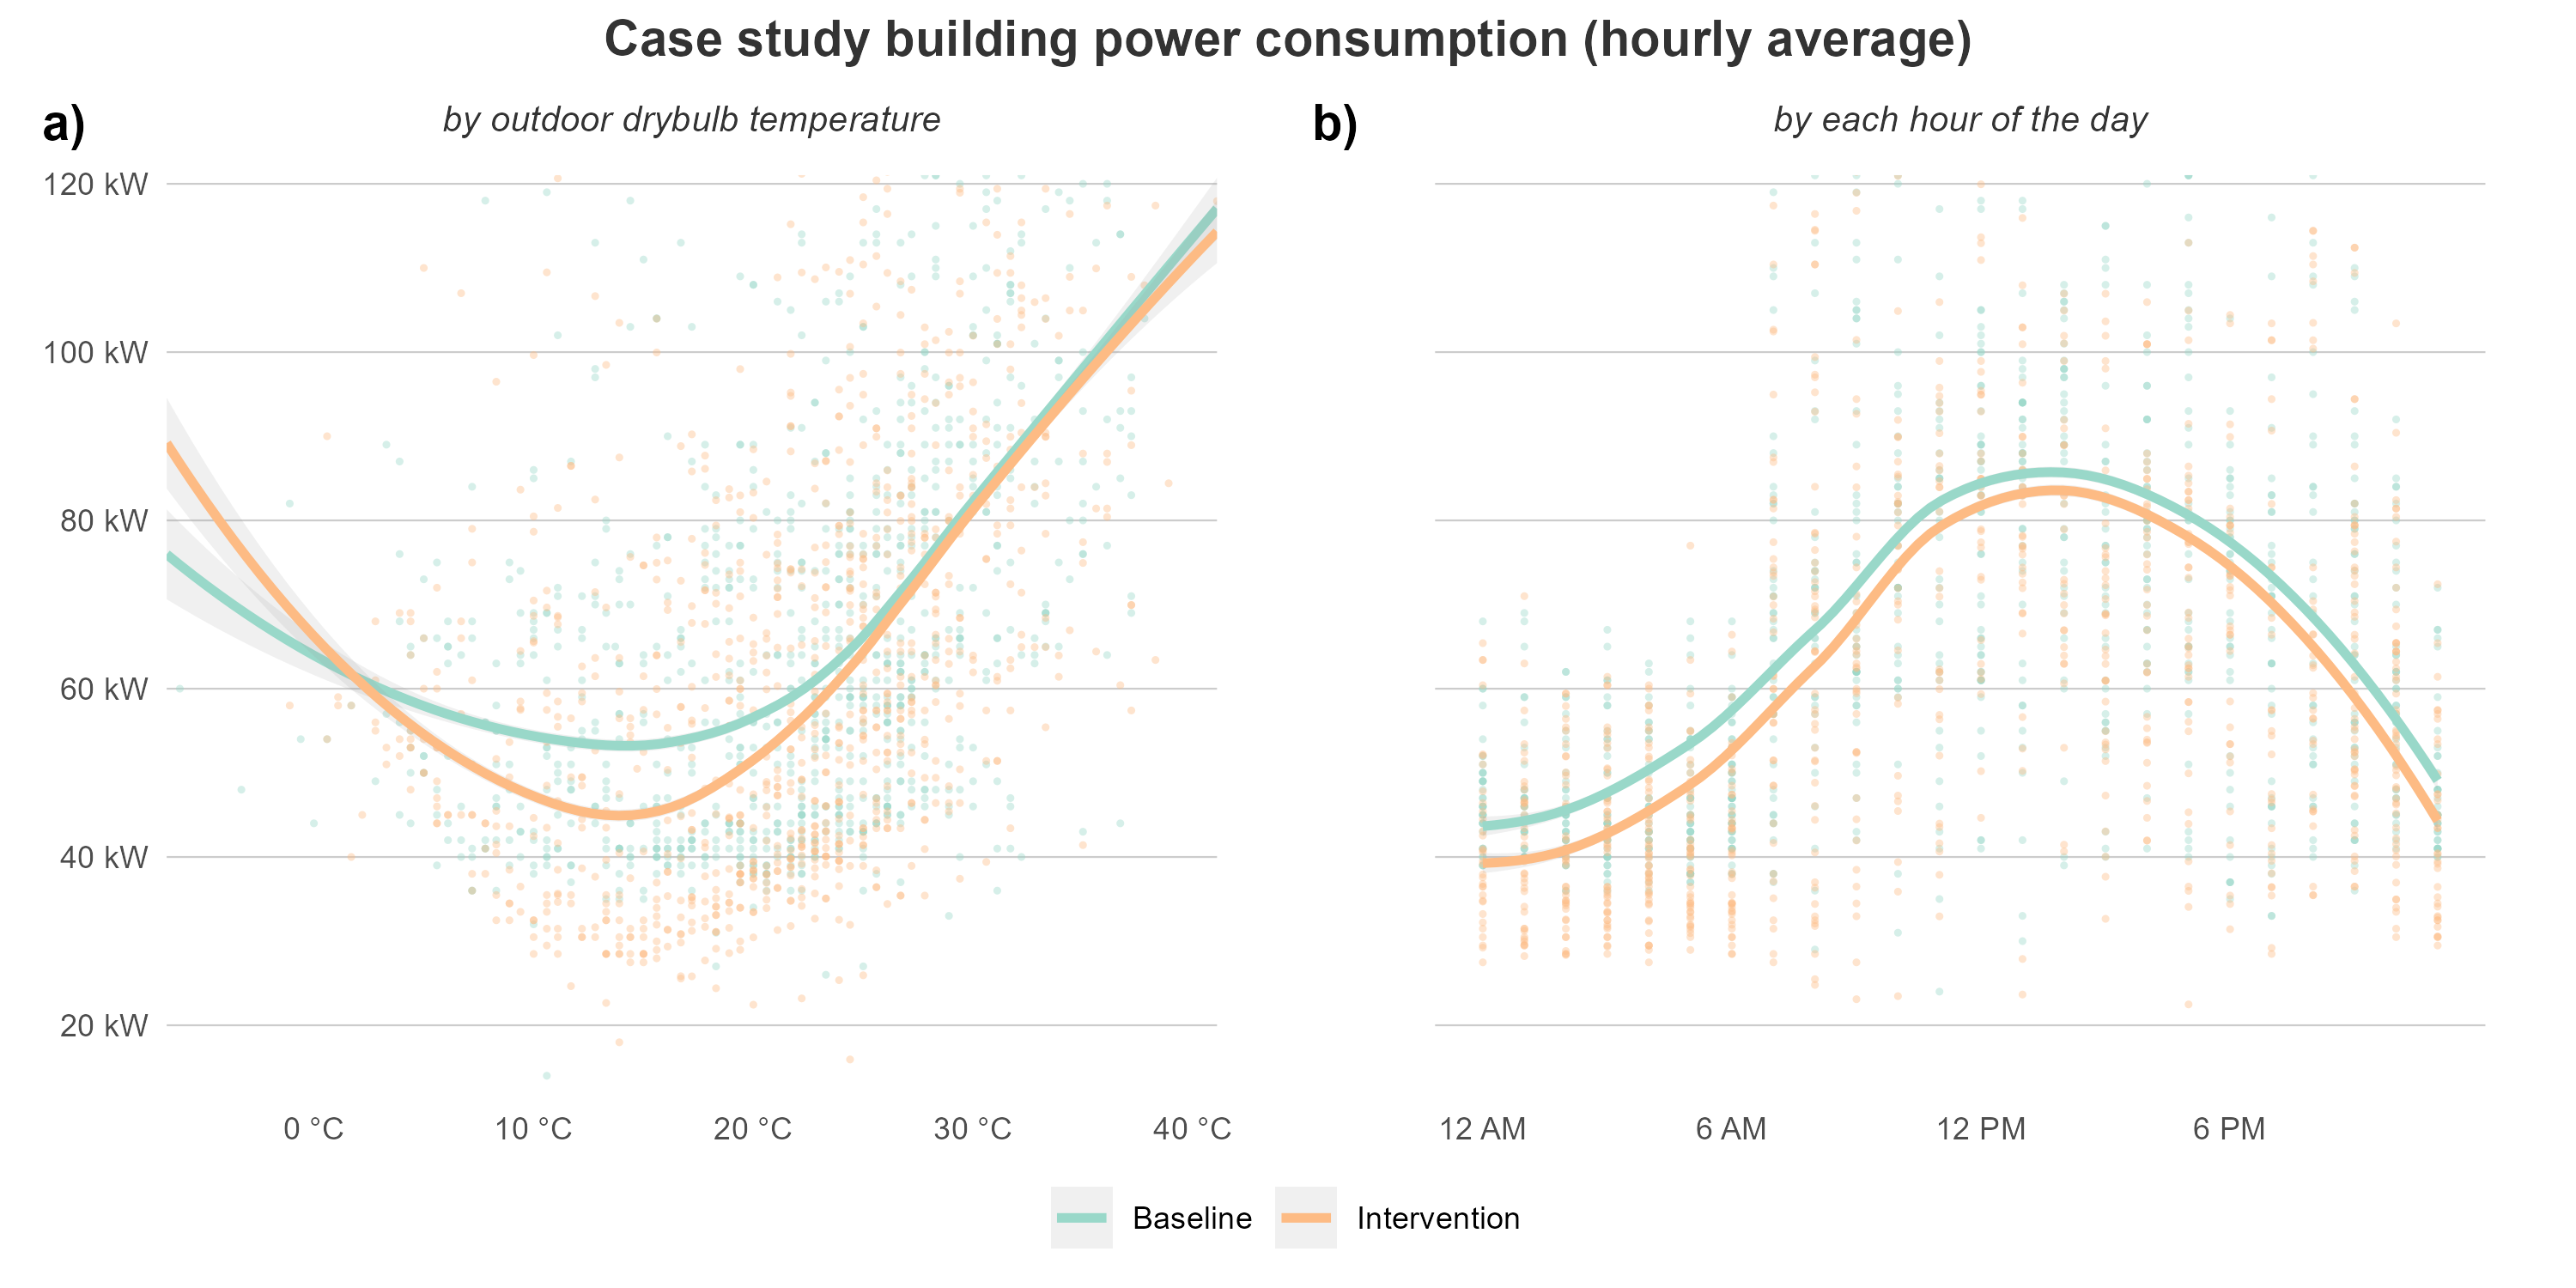 Case study building power consumption (hourly average)
a)
by outdoor drybulb temperature
120 kW
100 kW
80 kW
60 kW
40 kW
20 kW
0 °C
10 °C
20 °C
30 °C
40 °C
b)
by each hour of the day
12 AM
6 AM
12 PM
6 PM
Baseline
Intervention